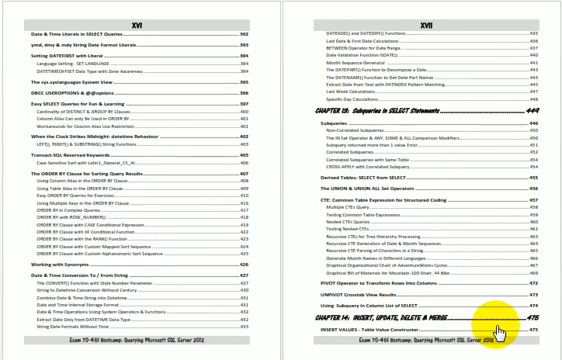 XVI
Date & Time Literals in SELECT Queries 392
ymd, dmy & mdy String Date Format Literals 393
Setting DATEFIRST with Literal 394
Language Setting - SET LANGUAGE 394
DATETIMEOFFSET Data Type with Zone Awareness 394
The sys.syslanguages System View 395
DBCC USEROPTIONS & @@options 396
Easy SELECT Queries for Fun & Learning 397
Cardinality of DISTINCT & GROUP BY Clauses 400
Column Alias Can only Be Used in ORDER BY 401
Workarounds for Column Alias Use Restriction 401
When the Clock Strikes Midnight: datetime Behaviour 402
LEFT(), RIGHT() & SUBSTRING() String Functions 403
Transact-SQL Reserved Keywords 405
Case Sensitive Sort with Latin1_General_CS_AI 406
The ORDER BY Clause for Sorting Query Results 407
Using Column Alias in the ORDER BY Clause 408
Using Table Alias in the ORDER BY Clause 409
Easy ORDER BY Queries for Exercises 410
Using Multiple Keys in the ORDER BY Clause 416
ORDER BY in Complex Queries 417
ORDER BY with ROW_NUMBER() 418
ORDER BY Clause with CASE Conditional Expression 419
ORDER BY Clause with IIF Conditional Function 422
ORDER BY Clause with the RANK() Function 423
ORDER BY Clause with Custom Mapped Sort Sequence 424
ORDER BY Clause with Custom Alphanumeric Sort Sequence 425
Working with Synonyms 426
Date & Time Conversion To / From String 427
The CONVERT() Function with Style Number Parameter 427
String to Datetime Conversion Without Century 430
Combine Date & Time String into Datetime 431
Date and Time Internal Storage Format 431
Date & Time Operations Using System Operators & Functions 432
Extract Date Only from DATETIME Data Type 432
String Date Formats Without Time 433
Exam 70-461 Bootcamp: Querying Microsoft SQL Server 2012
XVII
DATEADD() and DATEDIFF() Functions 435
Last Date & First Date Calculations 436
BETWEEN Operator for Date Range 437
Date Validation Function ISDATE() 440
Month Sequence Generator 441
The DATEPART() Function to Decompose a Date 443
The DATENAME() Function to Get Date Part Names 444
Extract Date from Text with PATINDEX Pattern Matching 445
Last Week Calculations 447
Specific Day Calculations 448
CHAPTER 13: Subqueries in SELECT Statements 449
Subqueries 449
Non-Correlated Subqueries 450
The IN Set Operator & ANY, SOME & ALL Comparison Modifiers 450
Subquery returned more than 1 value Error 451
Correlated Subqueries 452
Correlated Subqueries with Same Table 454
CROSS APPLY with Correlated Subquery 454
Derived Tables: SELECT from SELECT 455
The UNION & UNION ALL Set Operators 456
CTE: Common Table Expression for Structured Coding 457
Multiple CTEs Query 458
Testing Common Table Expressions 459
Nested CTEs Queries 460
Testing Nested CTEs 461
Recursive CTEs for Tree Hierarchy Processing 463
Recursive CTE Generation of Date & Month Sequences 464
Recursive CTE Parsing of Characters in a String 465
Generate Month Names in Different Languages 466
Graphical Organizational Chart of AdventureWorks Cycles 467
Graphical Bill of Materials for Mountain-100 Silver, 44 Bike 469
PIVOT Operator to Transform Rows Into Columns 472
UNPIVOT Crosstab View Results 473
Using Subquery in Column List of SELECT 474
CHAPTER 14: INSERT, UPDATE, DELETE & MERGE 475
INSERT VALUES - Table Value Constructor 475
Exam 70-461 Bootcamp: Querying Microsoft SQL Server 2012